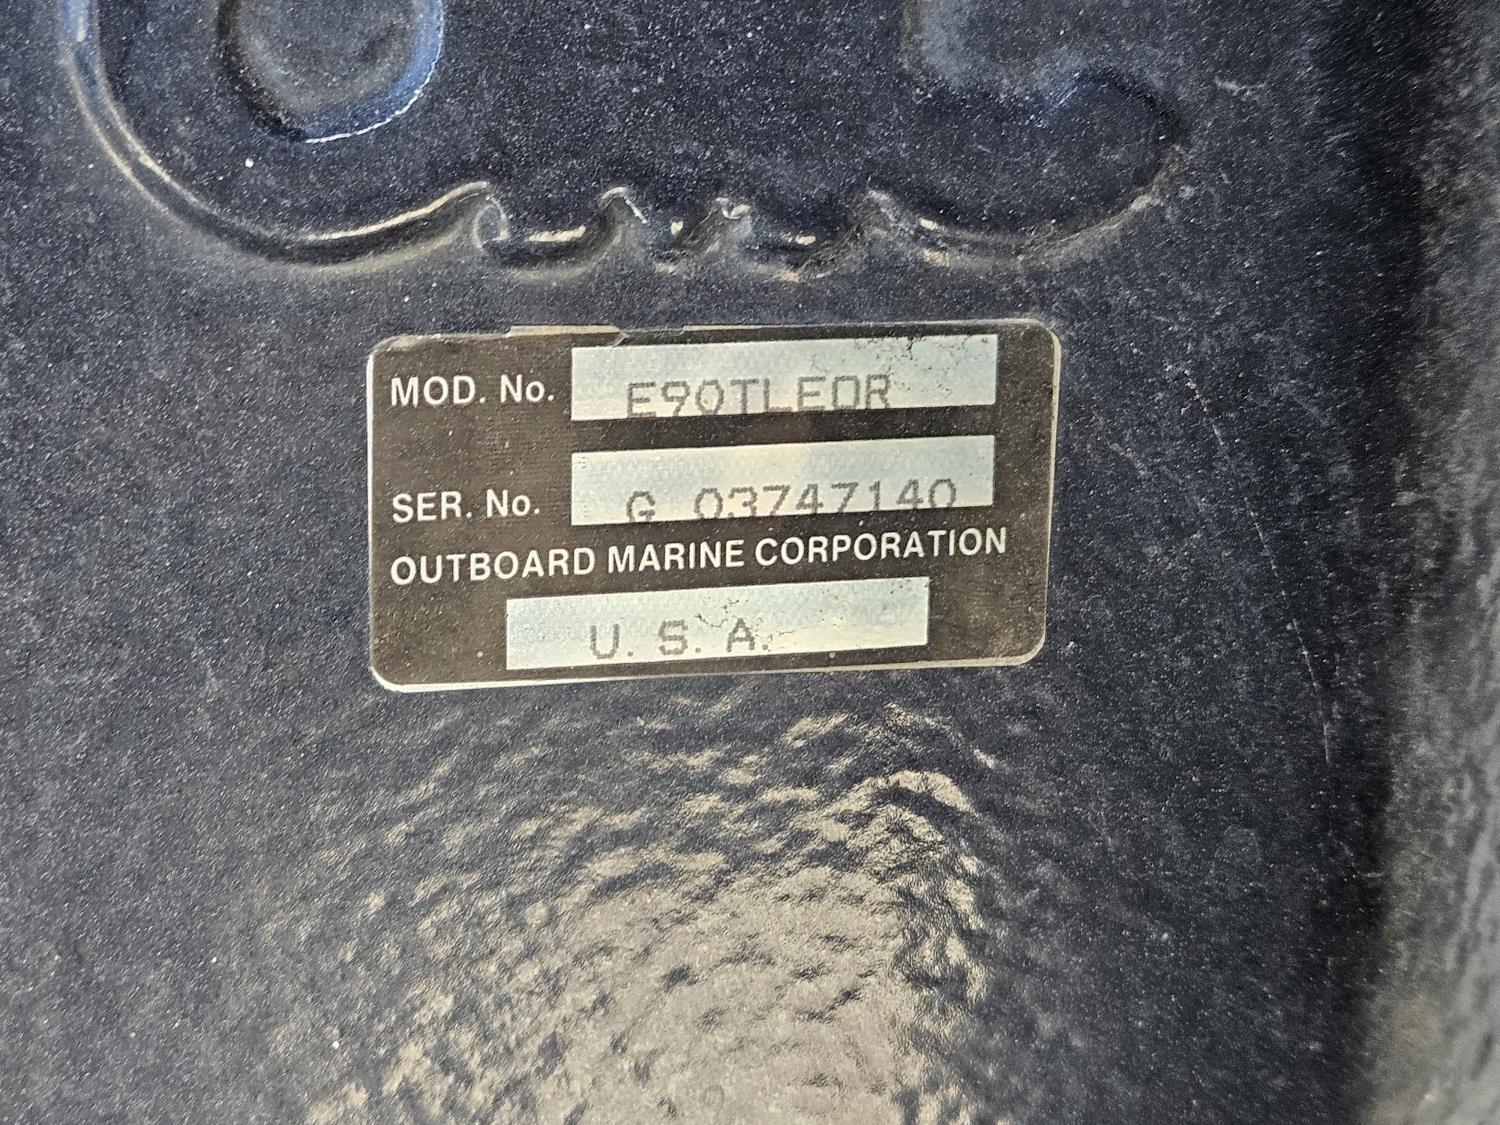 MOD. No. E90TLEOR
SER. No. G 03747140
OUTBOARD MARINE CORPORATION
U. S. A.